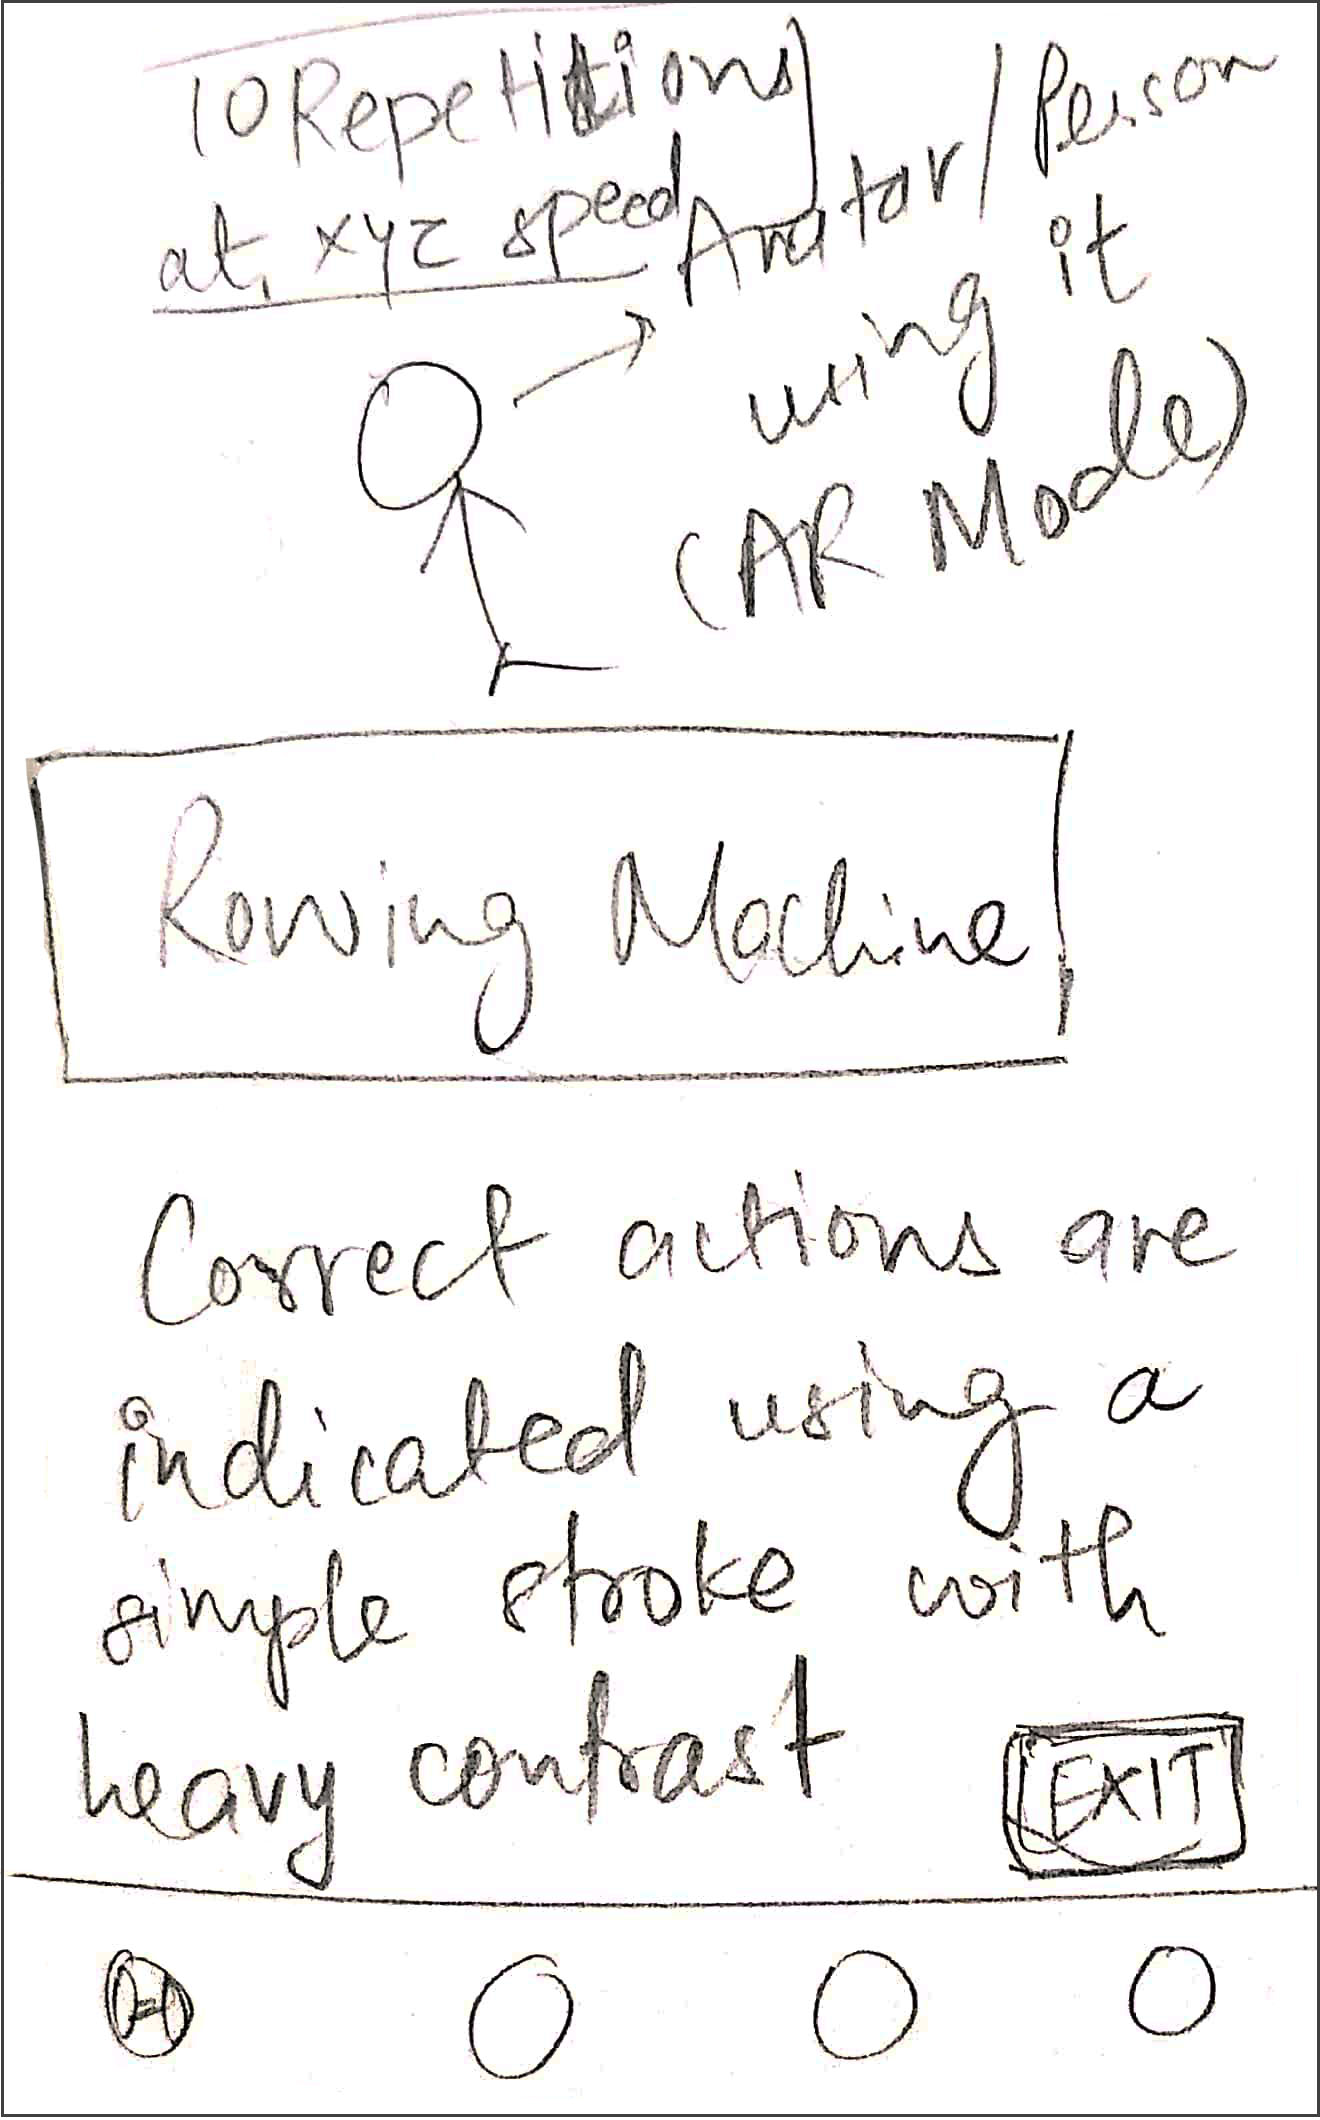 10 Repetitions
at xyz speed
Avatar / Person
using it
(AR Mode)
Rowing Machine
Correct actions are
indicated using a
simple stroke with
heavy contrast
EXIT